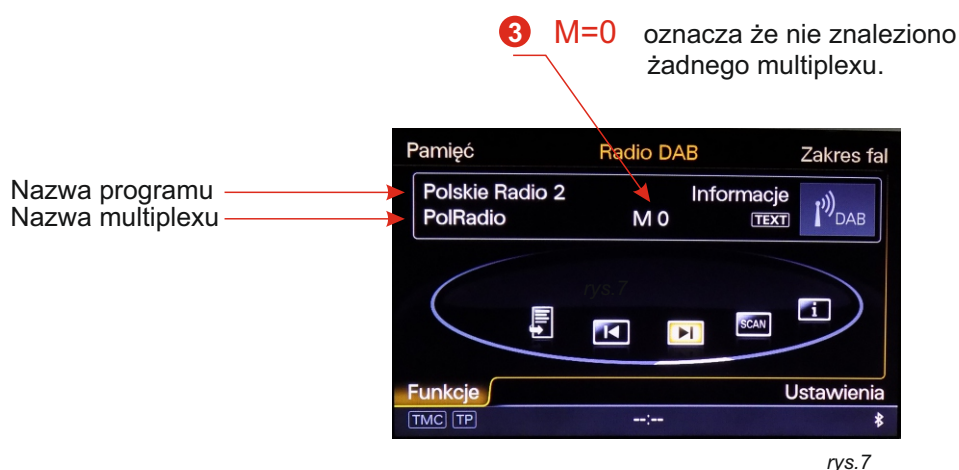 3 M=0 oznacza że nie znaleziono
żadnego multiplexu.
Pamięć Radio DAB Zakres fal
Nazwa programu Polskie Radio 2 Informacje
Nazwa multiplexu PolRadio M 0 TEXT DAB
rys.7
SCAN i
Funkcje Ustawienia
TMC TP --:--
rys.7